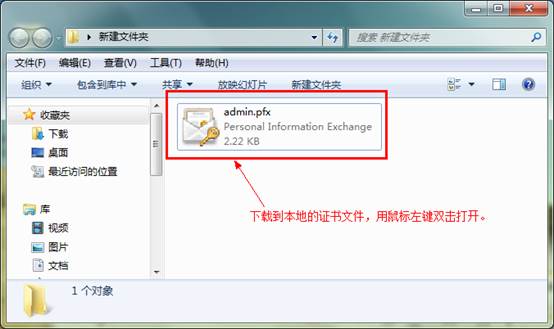 新建文件夹
搜索 新建文件夹
文件(F) 编辑(E) 查看(V) 工具(T) 帮助(H)
组织 包含到库中 共享 放映幻灯片 新建文件夹
收藏夹
下载
桌面
最近访问的位置
库
视频
图片
文档
admin.pfx
Personal Information Exchange
2.22 KB
下载到本地的证书文件，用鼠标左键双击打开。
1 个对象